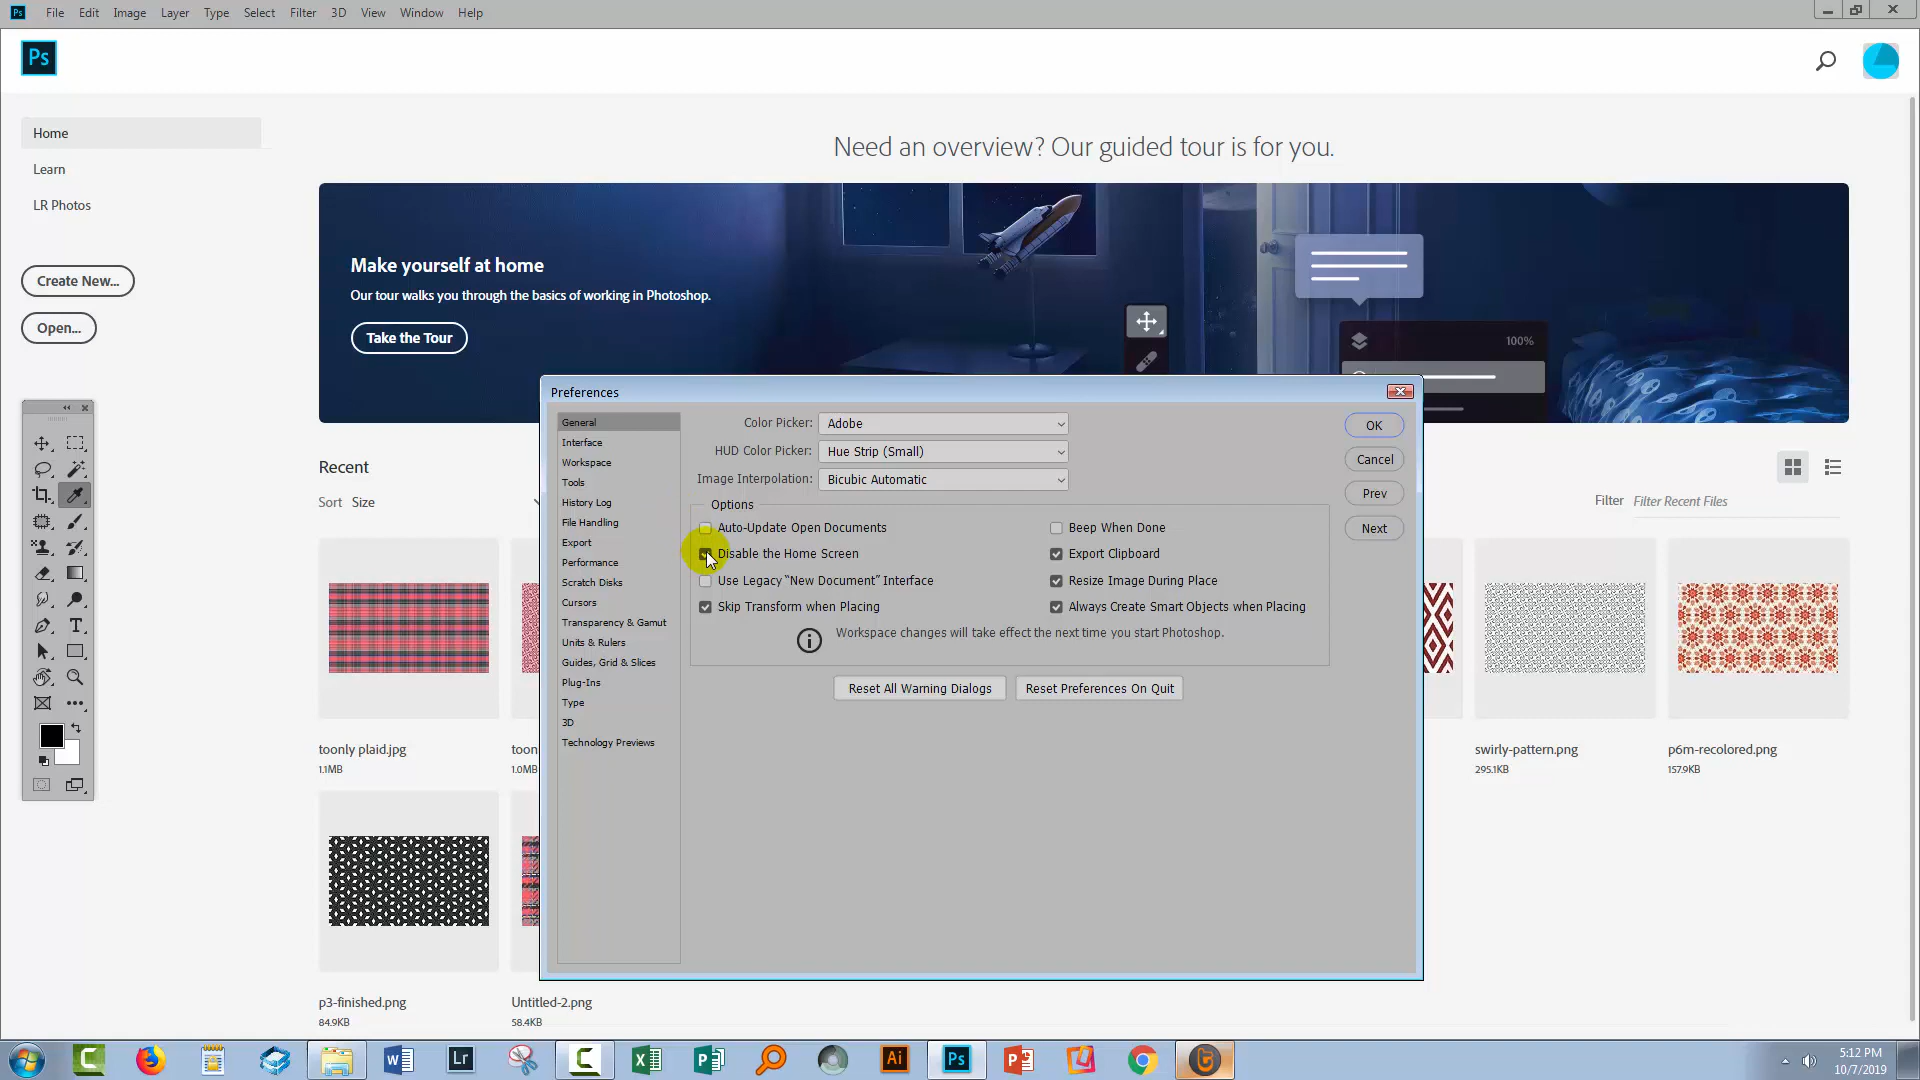 Ps
File
Edit
Image
Layer
Type
Select
Filter
3D
View
Window
Help
Ps
Home
Learn
LR Photos
Create New...
Open...
Need an overview? Our guided tour is for you.
Make yourself at home
Our tour walks you through the basics of working in Photoshop.
Take the Tour
100%
Recent
Sort Size
Filter Filter Recent Files
Preferences
General
Interface
Workspace
Tools
History Log
File Handling
Export
Performance
Scratch Disks
Cursors
Transparency & Gamut
Units & Rulers
Guides, Grid & Slices
Plug-Ins
Type
3D
Technology Previews
Color Picker: Adobe
HUD Color Picker: Hue Strip (Small)
Image Interpolation: Bicubic Automatic
Options
Auto-Update Open Documents
Beep When Done
Disable the Home Screen
Export Clipboard
Use Legacy “New Document” Interface
Resize Image During Place
Skip Transform when Placing
Always Create Smart Objects when Placing
Workspace changes will take effect the next time you start Photoshop.
Reset All Warning Dialogs
Reset Preferences On Quit
OK
Cancel
Prev
Next
toonly plaid.jpg
1.1MB
toon
1.0MB
swirly-pattern.png
295.1KB
p6m-recolored.png
157.9KB
p3-finished.png
84.9KB
Untitled-2.png
58.4KB
Lr
Ai
Ps
5:12 PM
10/7/2019